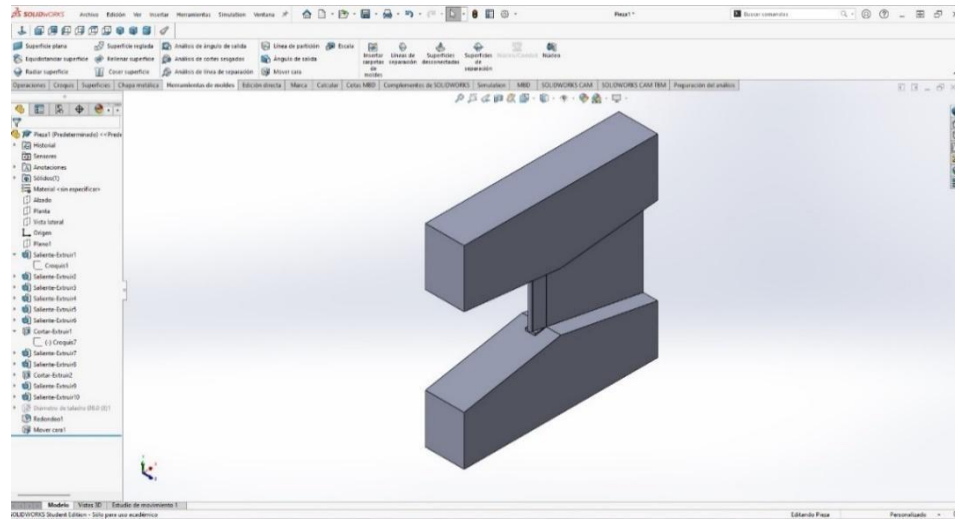 SOLIDWORKS Archivo Edición Ver Insertar Herramientas Simulation Ventana Pieza1 * Buscar comandos
Superficie plana Superficie reglada Análisis de ángulo de salida Línea de partición Escala Insertar carpetas de moldes Líneas de separación Superficies desconectadas Superficies de separación Núcleo
Equidistanciar superficie Rellenar superficie Análisis de cortes sesgados Ángulo de salida
Radiar superficie Coser superficie Análisis de línea de separación Mover cara
Operaciones Croquis Superficies Chapa metálica Herramientas de moldes Edición directa Marca Calcular Cotas MBD Complementos de SOLIDWORKS Simulation MBD SOLIDWORKS CAM SOLIDWORKS CAM TBM Preparación del análisis
Pieza1 (Predeterminado) <<Prede
Historial
Sensores
Anotaciones
Sólidos(1)
Material <sin especificar>
Alzado
Planta
Vista lateral
Origen
Plano1
Saliente-Extruir1
Croquis1
Saliente-Extruir2
Saliente-Extruir3
Saliente-Extruir4
Saliente-Extruir5
Saliente-Extruir6
Cortar-Extruir1
(-) Croquis7
Saliente-Extruir7
Saliente-Extruir8
Cortar-Extruir2
Saliente-Extruir9
Saliente-Extruir10
Redondeo1
Mover cara1
Modelo Vistas 3D Estudio de movimiento 1
SOLIDWORKS Student Edition - Sólo para uso académico Editando Pieza Personalizado